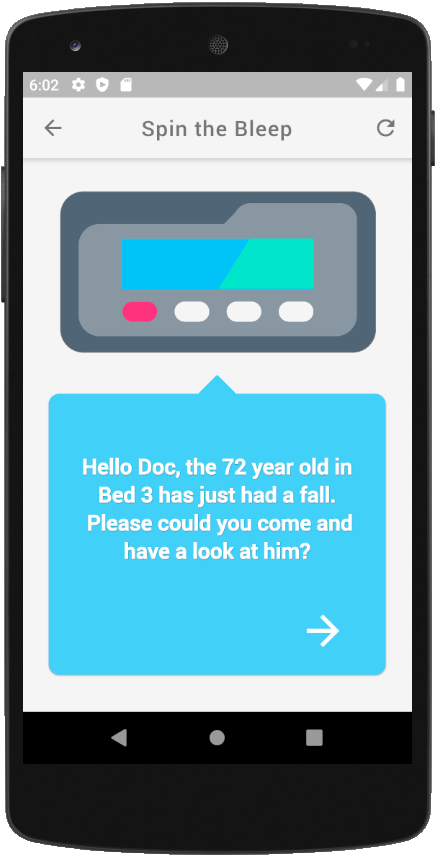 6:02
Spin the Bleep
Hello Doc, the 72 year old in
Bed 3 has just had a fall.
Please could you come and
have a look at him?